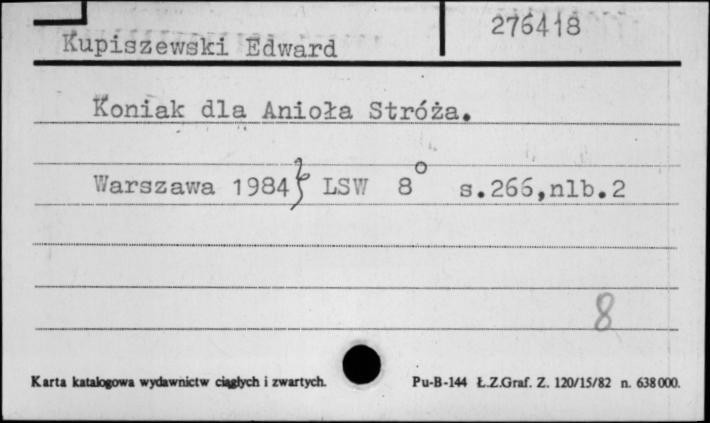 276418
Kupiszewski Edward
Koniak dla Anioła Stróża.
Warszawa 1984 LSW 8° s.266,nlb.2
8
Karta katalogowa wydawnictw ciągłych i zwartych. Pu-B-144 Ł.Z.Graf. Z. 120/15/82 n. 638000.